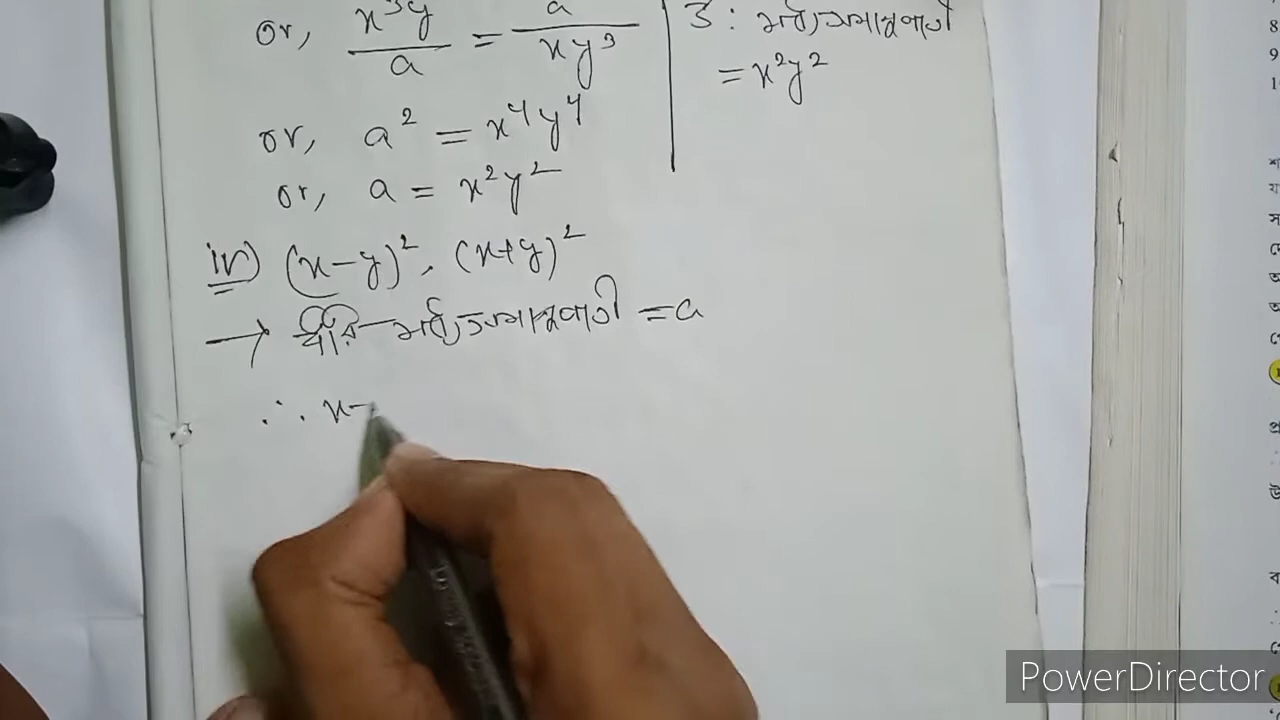 or, x³y/a = a/xy³
উ: মধ্যসমানুপাতী
= x²y²
or, a² = x⁴y⁴
or, a = x²y²
iv) (x-y)², (x+y)²
→ ধরি মধ্যসমানুপাতী = a
∴ x-
PowerDirector